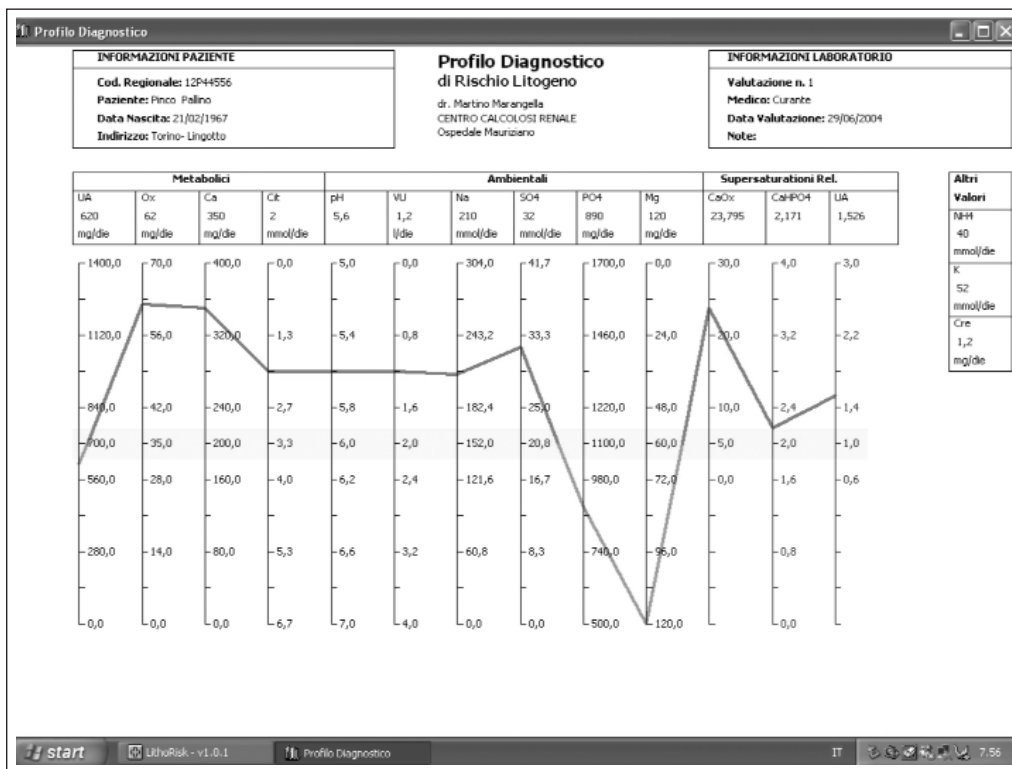 Profilo Diagnostico
INFORMAZIONI PAZIENTE
Cod. Regionale: 12P44556
Paziente: Pinco Pallino
Data Nascita: 21/02/1967
Indirizzo: Torino- Lingotto
Profilo Diagnostico
di Rischio Litogeno
dr. Martino Marangella
CENTRO CALCOLOSI RENALE
Ospedale Mauriziano
INFORMAZIONI LABORATORIO
Valutazione n. 1
Medico: Curante
Data Valutazione: 29/06/2004
Note:
Metabolici Ambientali Supersaturationi Rel.
UA Ox Ca Cit pH VU Na SO4 PO4 Mg CaOx CaHPO4 UA
620 62 350 2 5,6 1,2 210 32 890 120 23,795 2,171 1,526
mg/die mg/die mg/die mmol/die l/die mmol/die mmol/die mg/die mg/die
1400,0 70,0 400,0 0,0 5,0 0,0 304,0 41,7 1700,0 0,0 30,0 4,0 3,0
1120,0 56,0 320,0 1,3 5,4 0,8 243,2 33,3 1460,0 24,0 20,0 3,2 2,2
840,0 42,0 240,0 2,7 5,8 1,6 182,4 25,0 1220,0 48,0 10,0 2,4 1,4
700,0 35,0 200,0 3,3 6,0 2,0 152,0 20,8 1100,0 60,0 5,0 2,0 1,0
560,0 28,0 160,0 4,0 6,2 2,4 121,6 16,7 980,0 72,0 0,0 1,6 0,6
280,0 14,0 80,0 5,3 6,6 3,2 60,8 8,3 740,0 96,0 0,8
0,0 0,0 0,0 6,7 7,0 4,0 0,0 0,0 500,0 120,0 0,0
Altri
Valori
NH4
40
mmol/die
K
52
mmol/die
Cre
1,2
mg/die
start LithoRisk - v1.0.1 Profilo Diagnostico IT 7.56